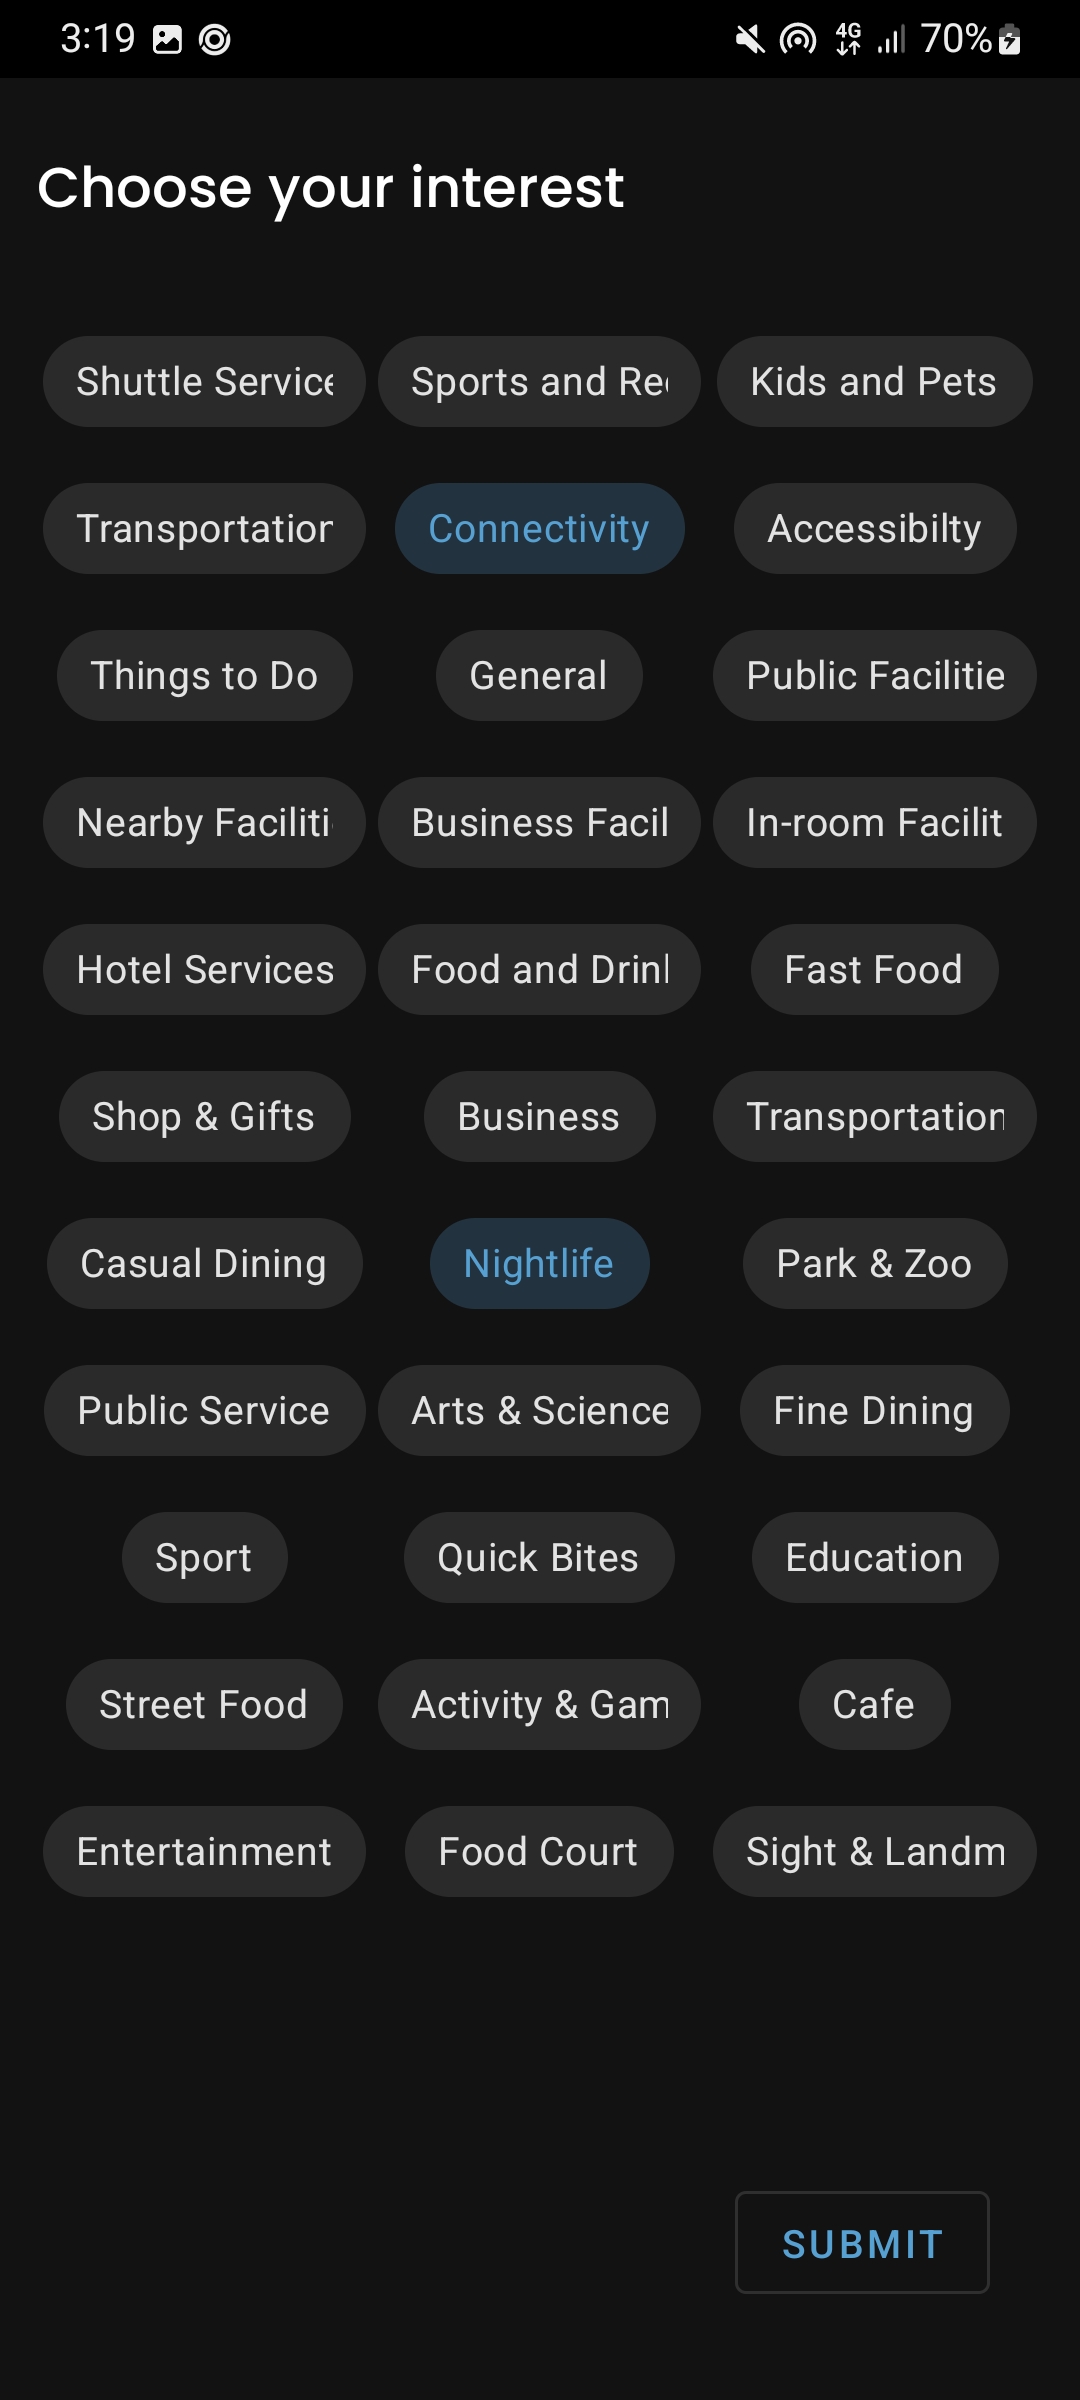 3:19 4G 70%
Choose your interest
Shuttle Service Sports and Rec Kids and Pets
Transportation Connectivity Accessibilty
Things to Do General Public Facilitie
Nearby Faciliti Business Facil In-room Facilit
Hotel Services Food and Drink Fast Food
Shop & Gifts Business Transportation
Casual Dining Nightlife Park & Zoo
Public Service Arts & Science Fine Dining
Sport Quick Bites Education
Street Food Activity & Gam Cafe
Entertainment Food Court Sight & Landm
SUBMIT